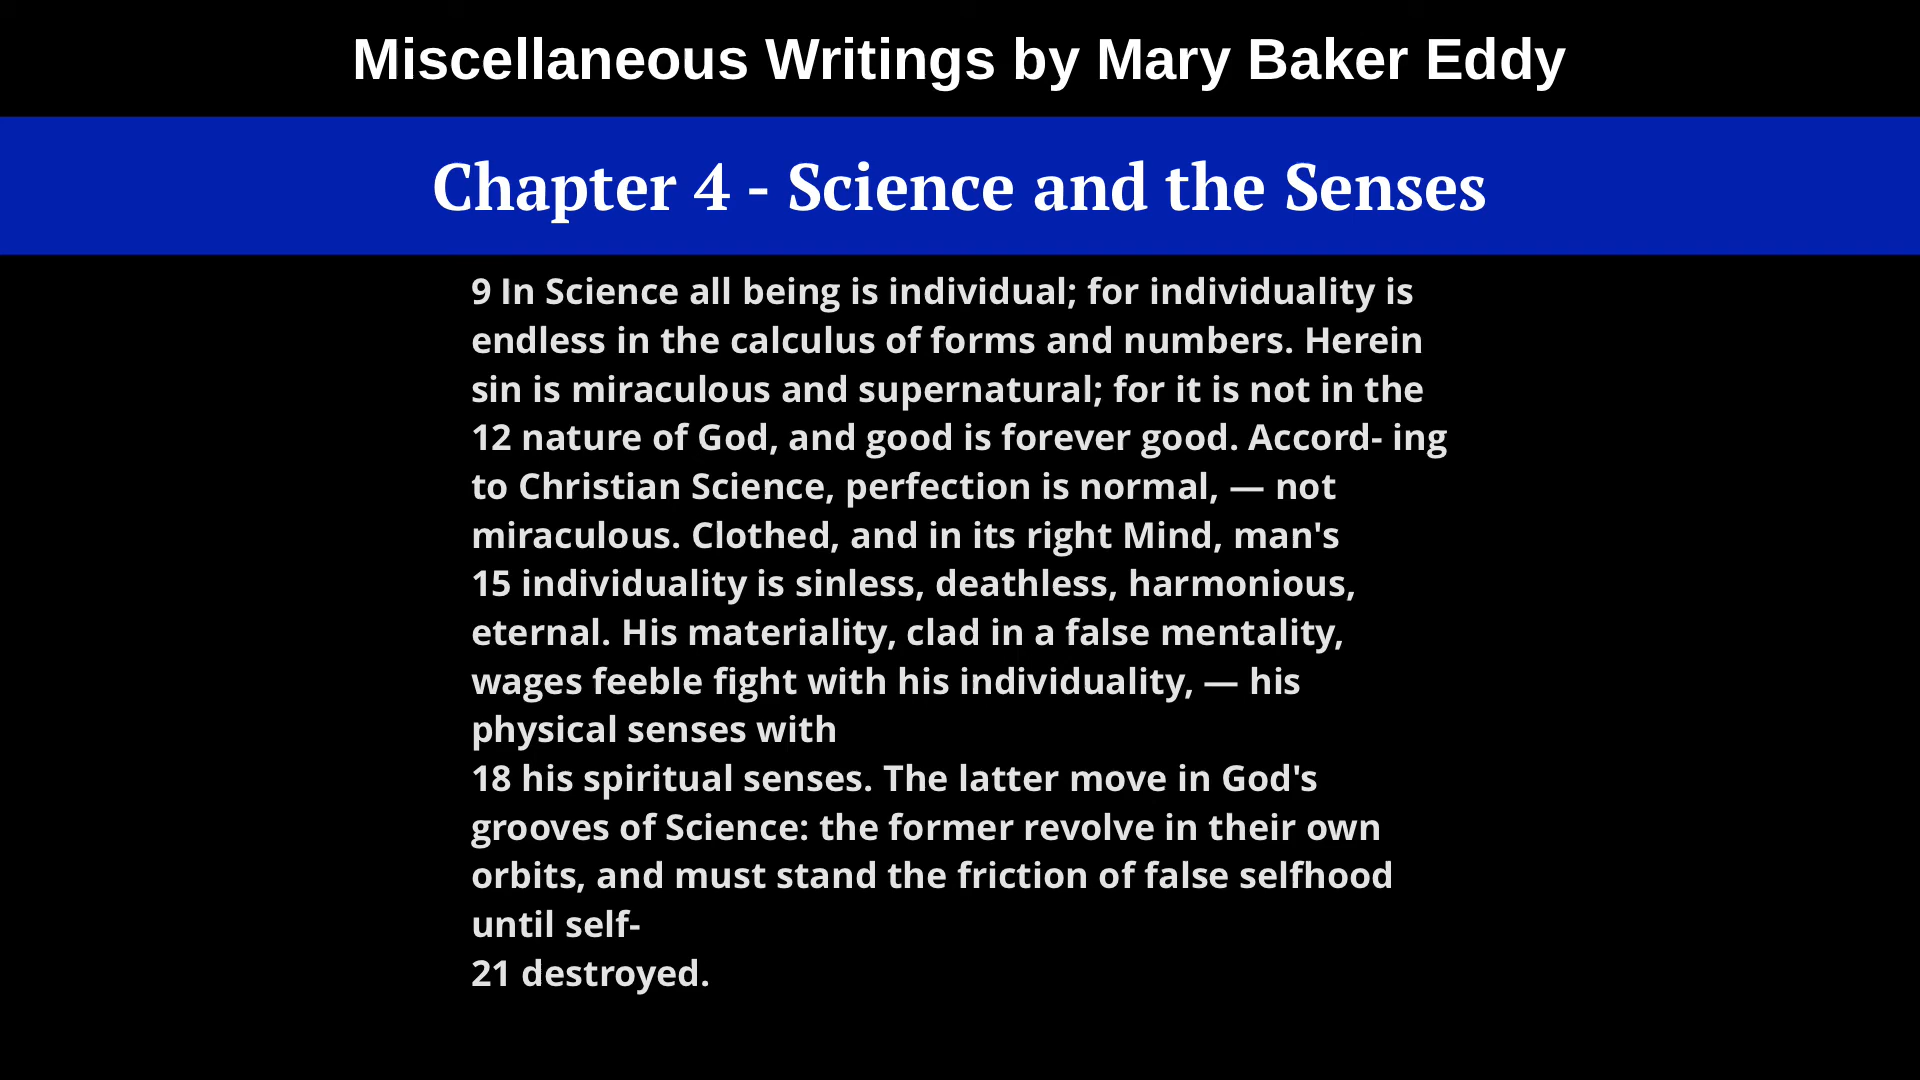 Miscellaneous Writings by Mary Baker Eddy
Chapter 4 - Science and the Senses
9 In Science all being is individual; for individuality is
endless in the calculus of forms and numbers. Herein
sin is miraculous and supernatural; for it is not in the
12 nature of God, and good is forever good. Accord- ing
to Christian Science, perfection is normal, — not
miraculous. Clothed, and in its right Mind, man's
15 individuality is sinless, deathless, harmonious,
eternal. His materiality, clad in a false mentality,
wages feeble fight with his individuality, — his
physical senses with
18 his spiritual senses. The latter move in God's
grooves of Science: the former revolve in their own
orbits, and must stand the friction of false selfhood
until self-
21 destroyed.